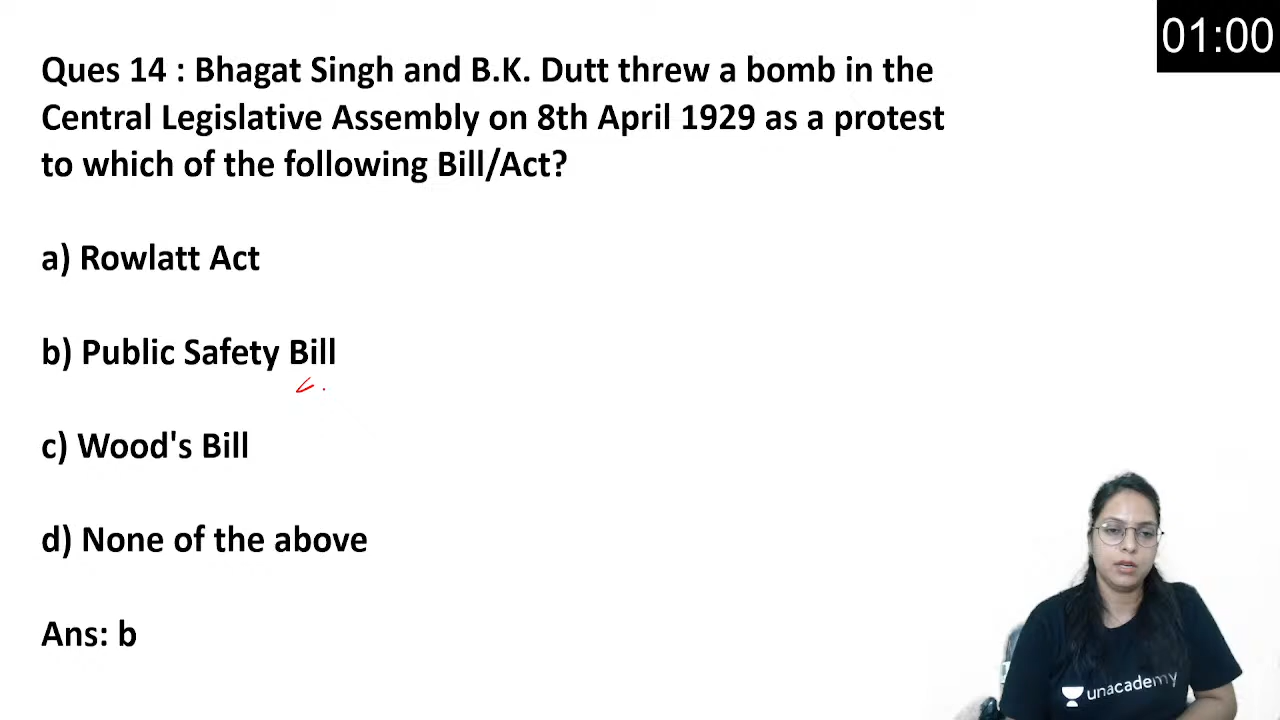 01:00
Ques 14 : Bhagat Singh and B.K. Dutt threw a bomb in the
Central Legislative Assembly on 8th April 1929 as a protest
to which of the following Bill/Act?
a) Rowlatt Act
b) Public Safety Bill
c) Wood's Bill
d) None of the above
Ans: b
unacademy